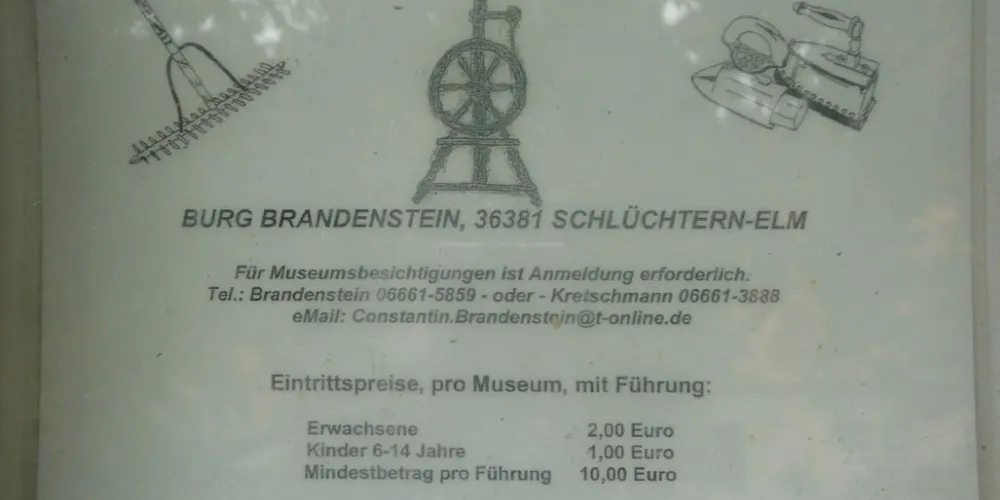 BURG BRANDENSTEIN, 36381 SCHLÜCHTERN-ELM
Für Museumsbesichtigungen ist Anmeldung erforderlich.
Tel.: Brandenstein 06661-5859 - oder - Kretschmann 06661-3888
eMail: Constantin.Brandenstein@t-online.de
Eintrittspreise, pro Museum, mit Führung:
Erwachsene 2,00 Euro
Kinder 6-14 Jahre 1,00 Euro
Mindestbetrag pro Führung 10,00 Euro